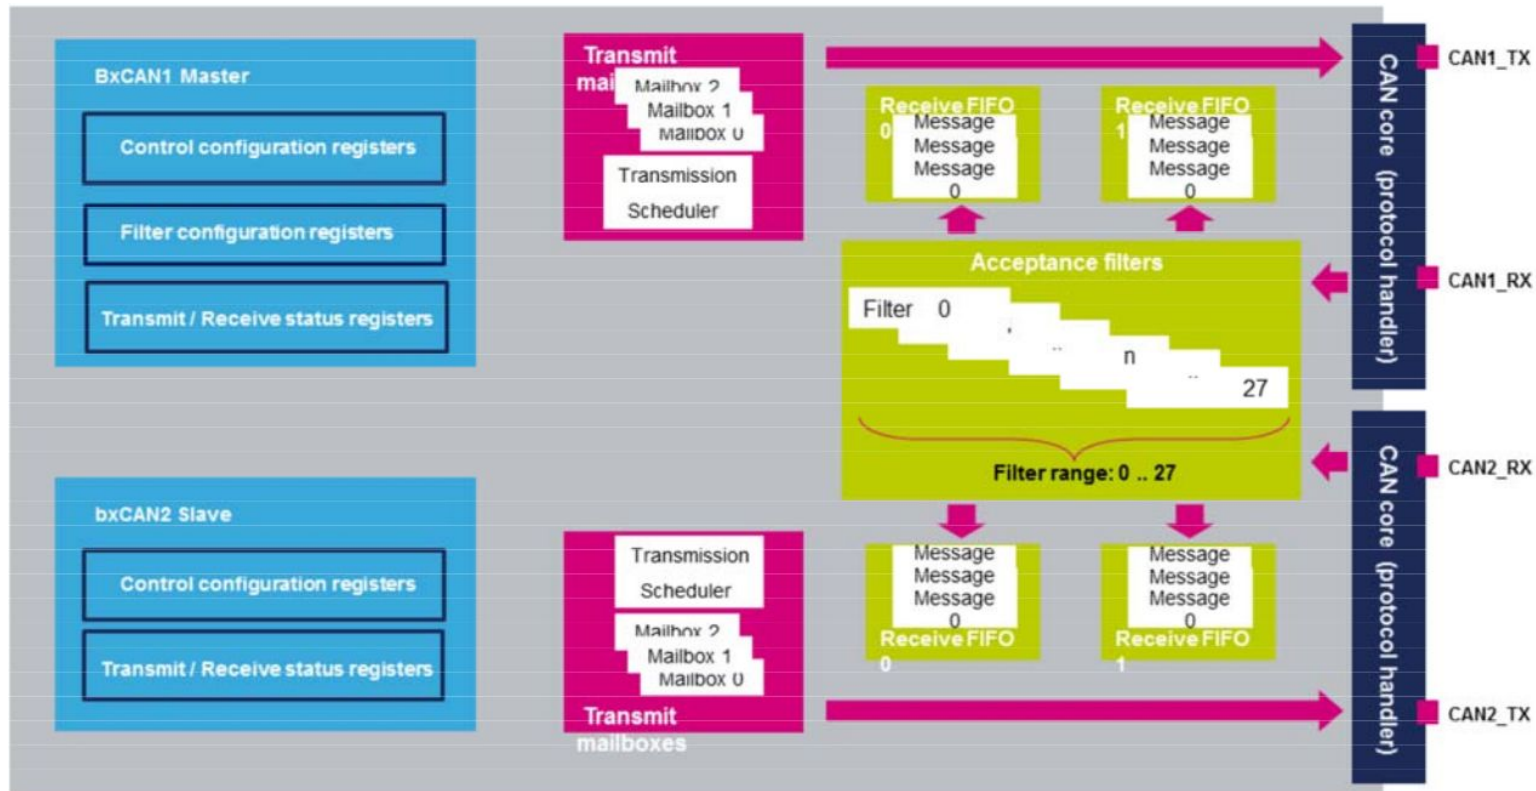 BxCAN1 Master
Control configuration registers
Filter configuration registers
Transmit / Receive status registers
Transmit
mai
Mailbox 2
Mailbox 1
Mailbox 0
Transmission
Scheduler
Receive FIFO
0
Message
Message
Message
0
Receive FIFO
1
Message
Message
Message
0
Acceptance filters
Filter 0
,
..
n
..
27
Filter range: 0 .. 27
CAN core (protocol handler)
CAN1_TX
CAN1_RX
bxCAN2 Slave
Control configuration registers
Transmit / Receive status registers
Transmission
Scheduler
Mailbox 2
Mailbox 1
Mailbox 0
Transmit
mailboxes
Message
Message
Message
0
Receive FIFO
0
Message
Message
Message
0
Receive FIFO
1
CAN core (protocol handler)
CAN2_RX
CAN2_TX